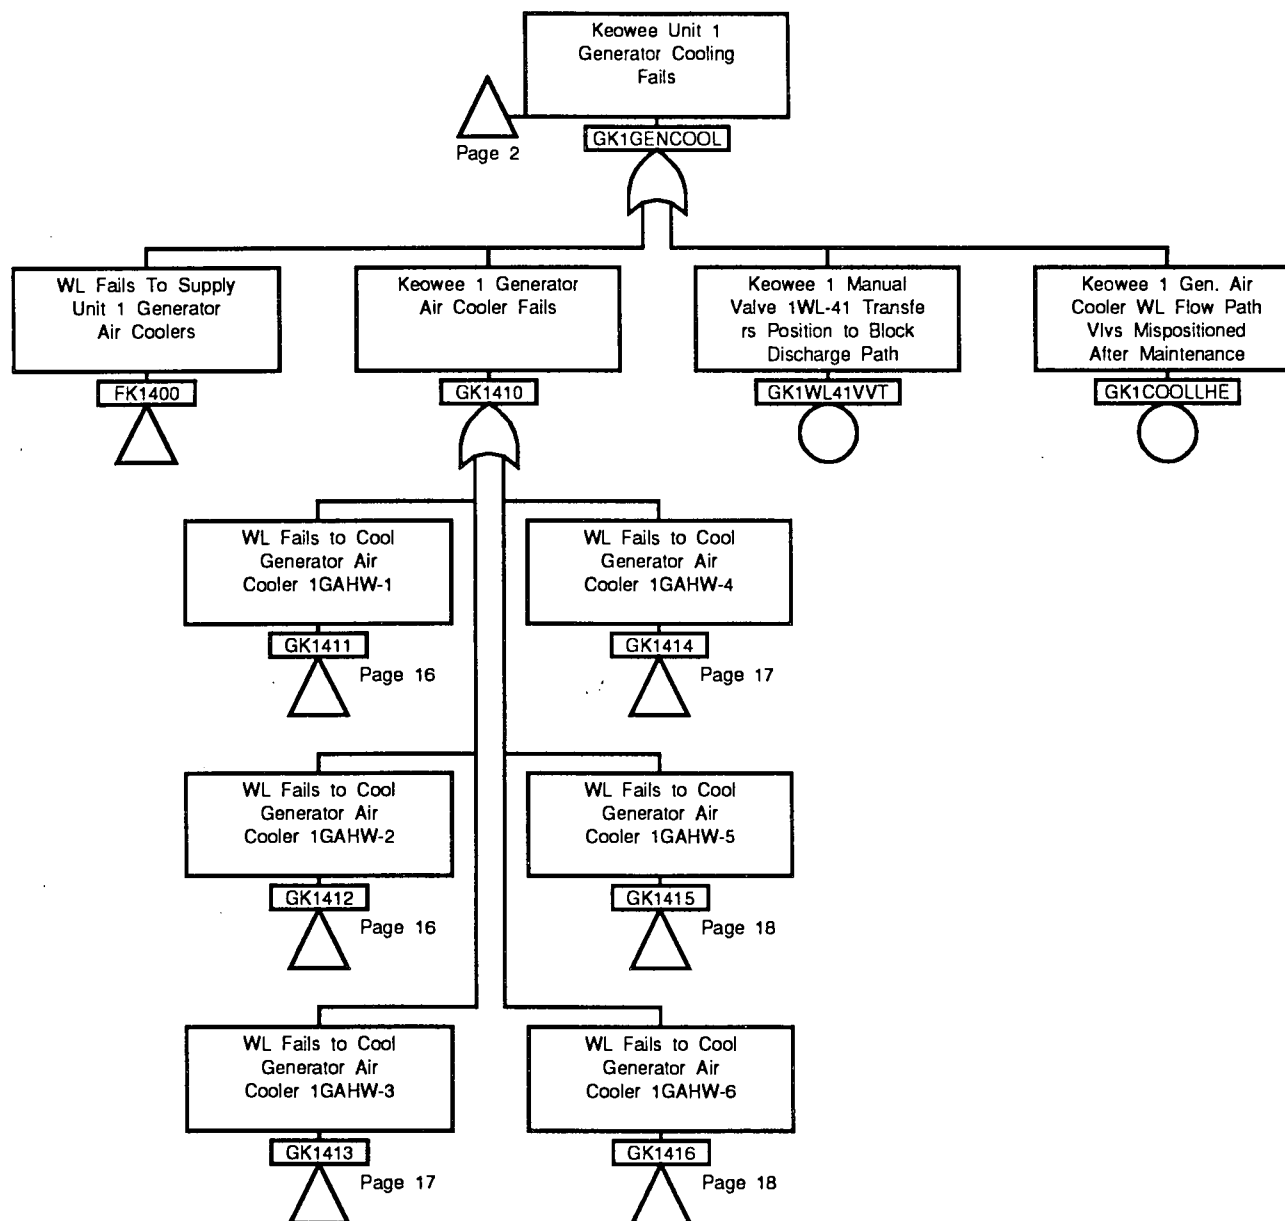 Keowee Unit 1
Generator Cooling
Fails
Page 2
GK1GENCOOL
WL Fails To Supply
Unit 1 Generator
Air Coolers
FK1400
Keowee 1 Generator
Air Cooler Fails
GK1410
Keowee 1 Manual
Valve 1WL-41 Transfe
rs Position to Block
Discharge Path
GK1WL41VVT
Keowee 1 Gen. Air
Cooler WL Flow Path
Vlvs Mispositioned
After Maintenance
GK1COOLLHE
WL Fails to Cool
Generator Air
Cooler 1GAHW-1
GK1411
Page 16
WL Fails to Cool
Generator Air
Cooler 1GAHW-4
GK1414
Page 17
WL Fails to Cool
Generator Air
Cooler 1GAHW-2
GK1412
Page 16
WL Fails to Cool
Generator Air
Cooler 1GAHW-5
GK1415
Page 18
WL Fails to Cool
Generator Air
Cooler 1GAHW-3
GK1413
Page 17
WL Fails to Cool
Generator Air
Cooler 1GAHW-6
GK1416
Page 18